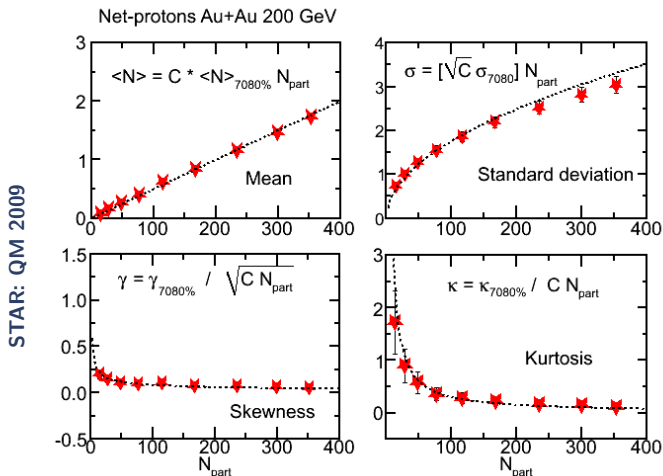 Net-protons Au+Au 200 GeV
STAR: QM 2009
4
3
2
1
0
<N> = C * <N>7080% Npart
Mean
0 100 200 300 400
4
3
2
1
0
σ = [√C σ7080] Npart
Standard deviation
0 100 200 300 400
1.5
1.0
0.5
0.0
-0.5
γ = γ7080% / √C Npart
Skewness
0 100 200 300 400
Npart
3
2
1
0
κ = κ7080% / C Npart
Kurtosis
0 100 200 300 400
Npart